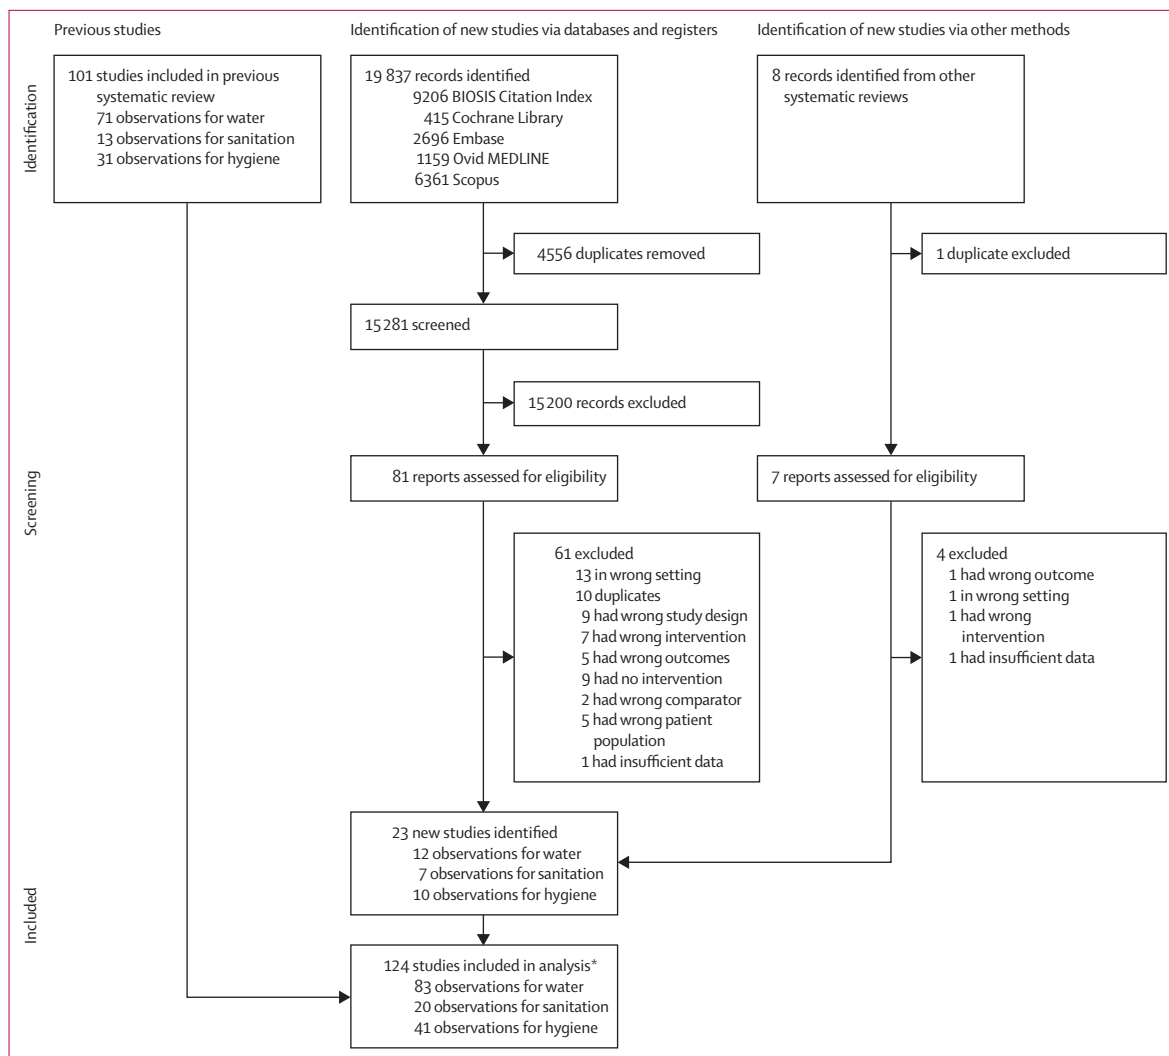 Previous studies
Identification of new studies via databases and registers
Identification of new studies via other methods
Identification
101 studies included in previous
systematic review
71 observations for water
13 observations for sanitation
31 observations for hygiene
19 837 records identified
9206 BIOSIS Citation Index
415 Cochrane Library
2696 Embase
1159 Ovid MEDLINE
6361 Scopus
8 records identified from other
systematic reviews
4556 duplicates removed
1 duplicate excluded
15 281 screened
15 200 records excluded
Screening
81 reports assessed for eligibility
7 reports assessed for eligibility
61 excluded
13 in wrong setting
10 duplicates
9 had wrong study design
7 had wrong intervention
5 had wrong outcomes
9 had no intervention
2 had wrong comparator
5 had wrong patient
population
1 had insufficient data
4 excluded
1 had wrong outcome
1 in wrong setting
1 had wrong
intervention
1 had insufficient data
Included
23 new studies identified
12 observations for water
7 observations for sanitation
10 observations for hygiene
124 studies included in analysis*
83 observations for water
20 observations for sanitation
41 observations for hygiene